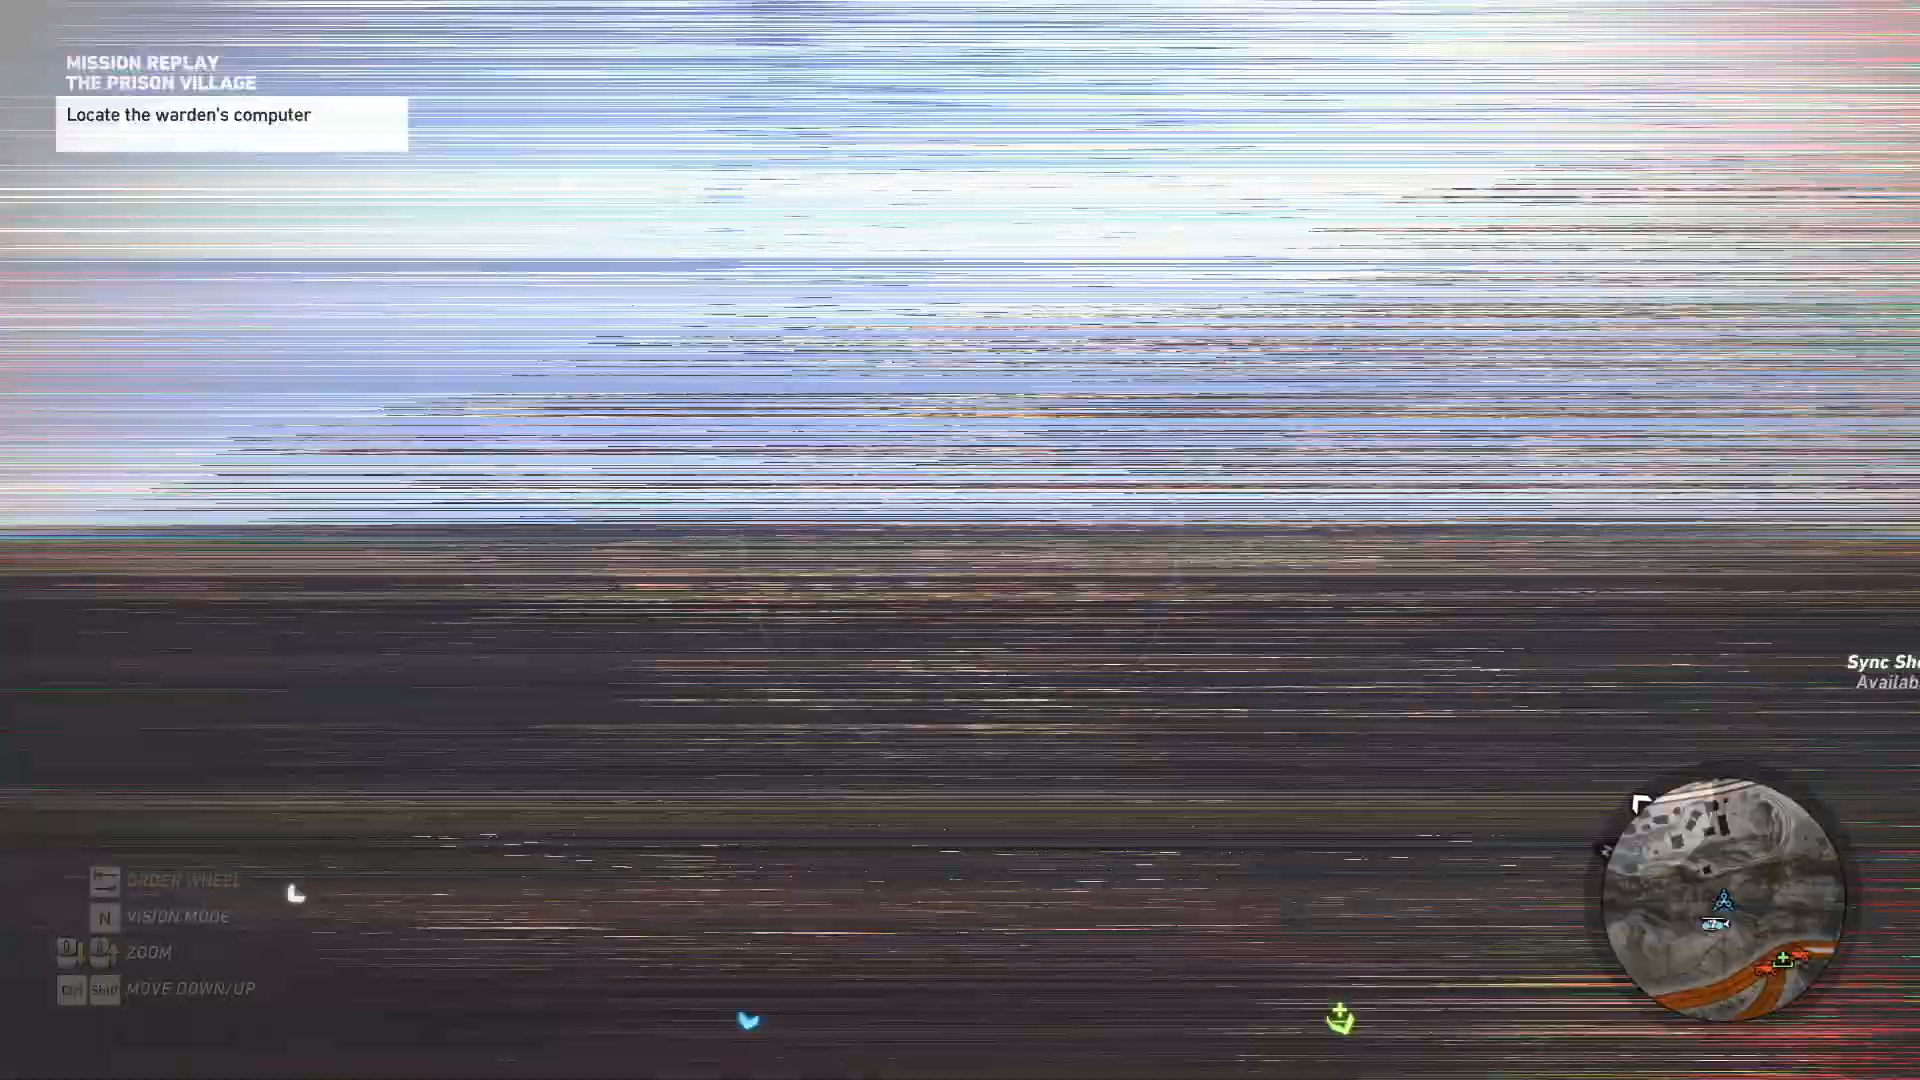 MISSION REPLAY
THE PRISON VILLAGE
Locate the warden's computer
Sync Sho
Availab
ORDER WHEEL
N VISION MODE
ZOOM
Ctrl Shift MOVE DOWN/UP
N